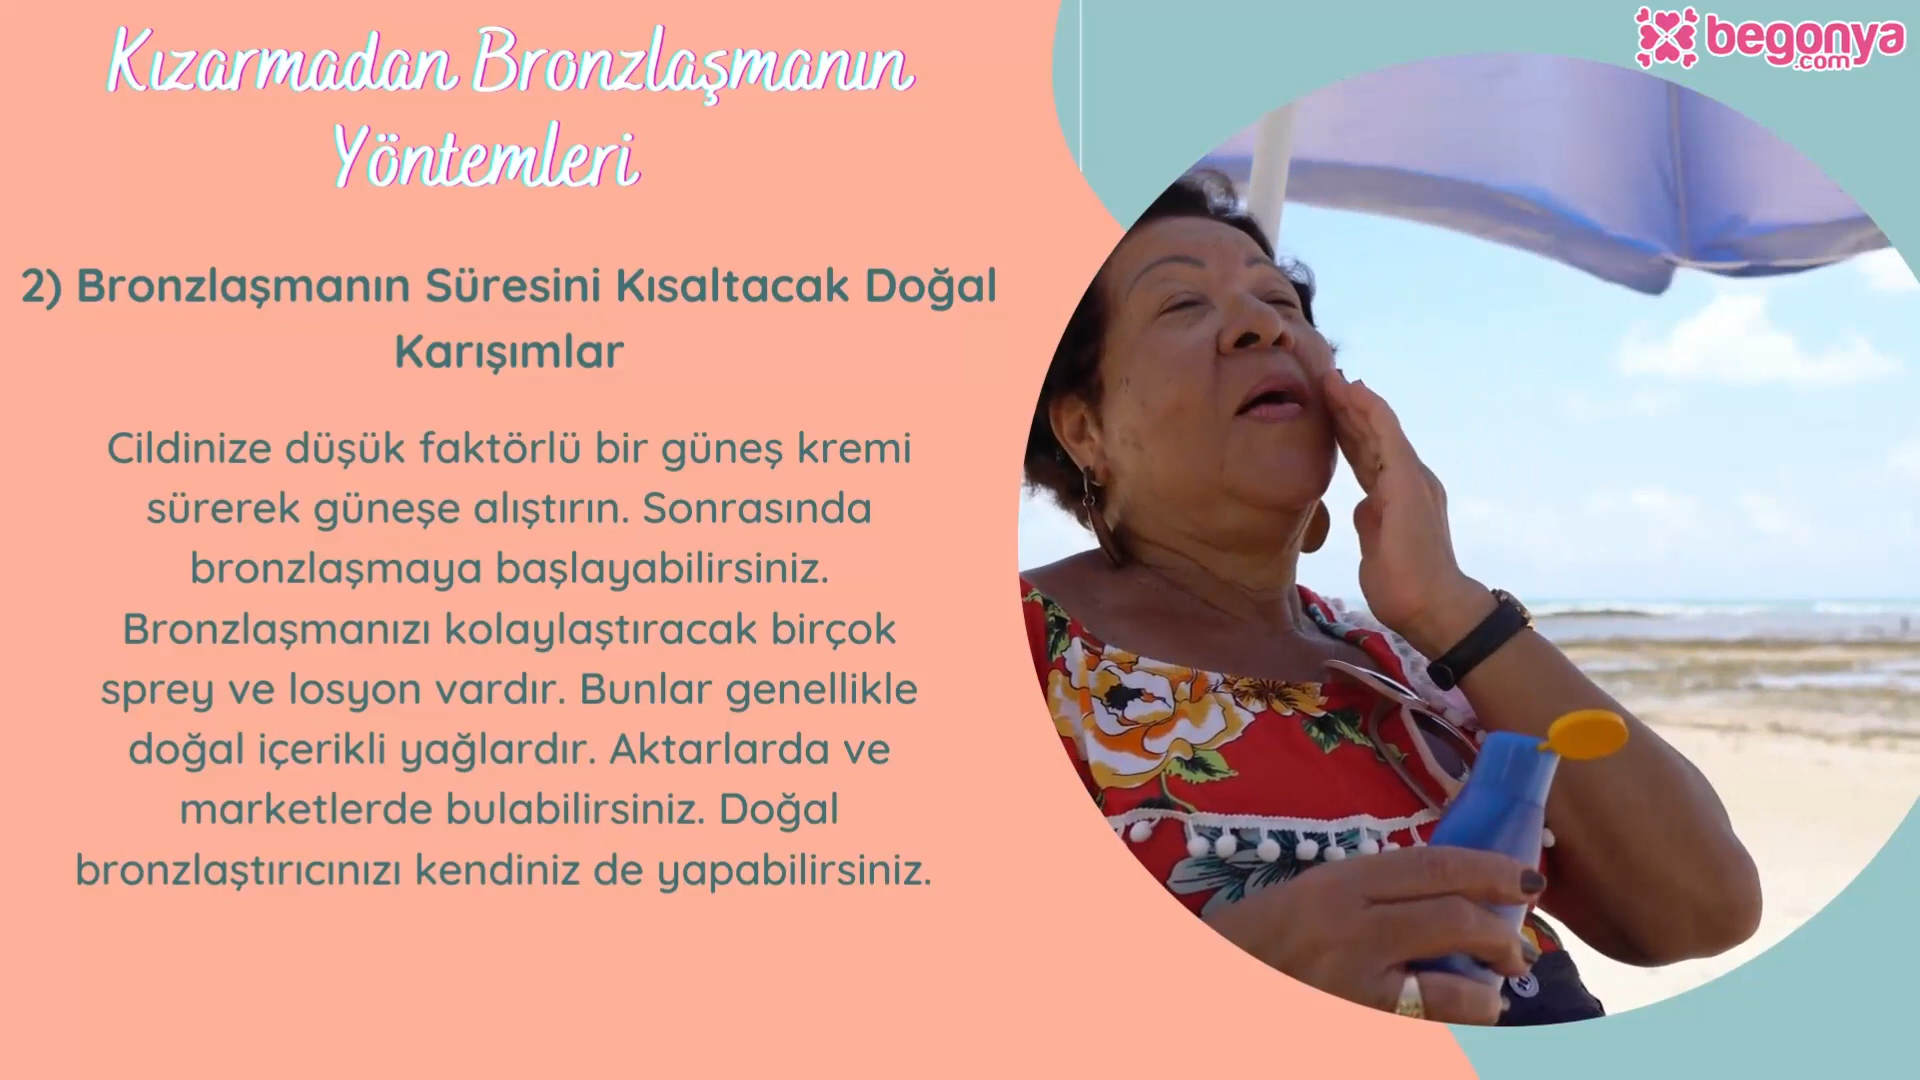 Kızarmadan Bronzlaşmanın
Yöntemleri
begonya
.com
2) Bronzlaşmanın Süresini Kısaltacak Doğal
Karışımlar
Cildinize düşük faktörlü bir güneş kremi
sürerek güneşe alıştırın. Sonrasında
bronzlaşmaya başlayabilirsiniz.
Bronzlaşmanızı kolaylaştıracak birçok
sprey ve losyon vardır. Bunlar genellikle
doğal içerikli yağlardır. Aktarlarda ve
marketlerde bulabilirsiniz. Doğal
bronzlaştırıcınızı kendiniz de yapabilirsiniz.